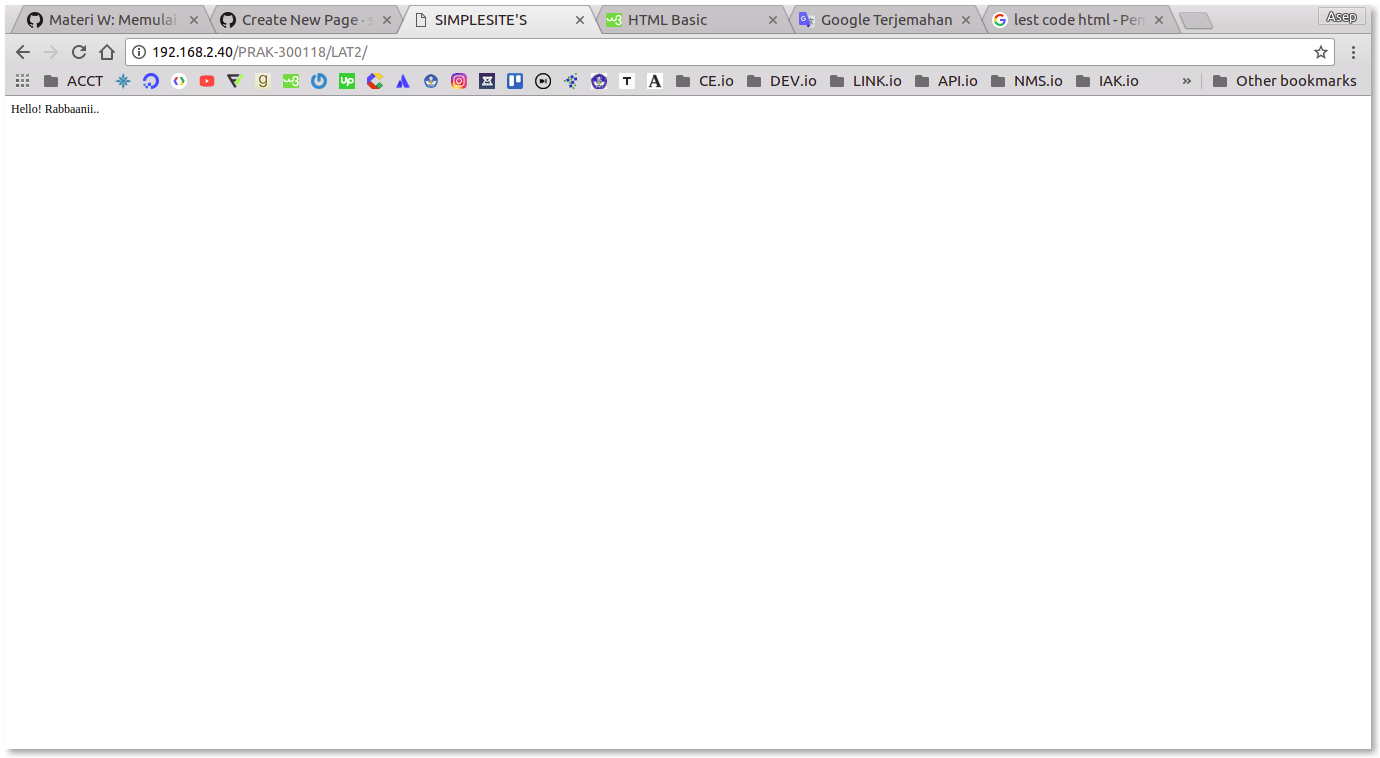 Materi W: Memulai
Create New Page · s
SIMPLESITE'S
HTML Basic
Google Terjemahan
lest code html - Pen
Asep
192.168.2.40/PRAK-300118/LAT2/
ACCT
CE.io
DEV.io
LINK.io
API.io
NMS.io
IAK.io
» Other bookmarks
Hello! Rabbaanii..